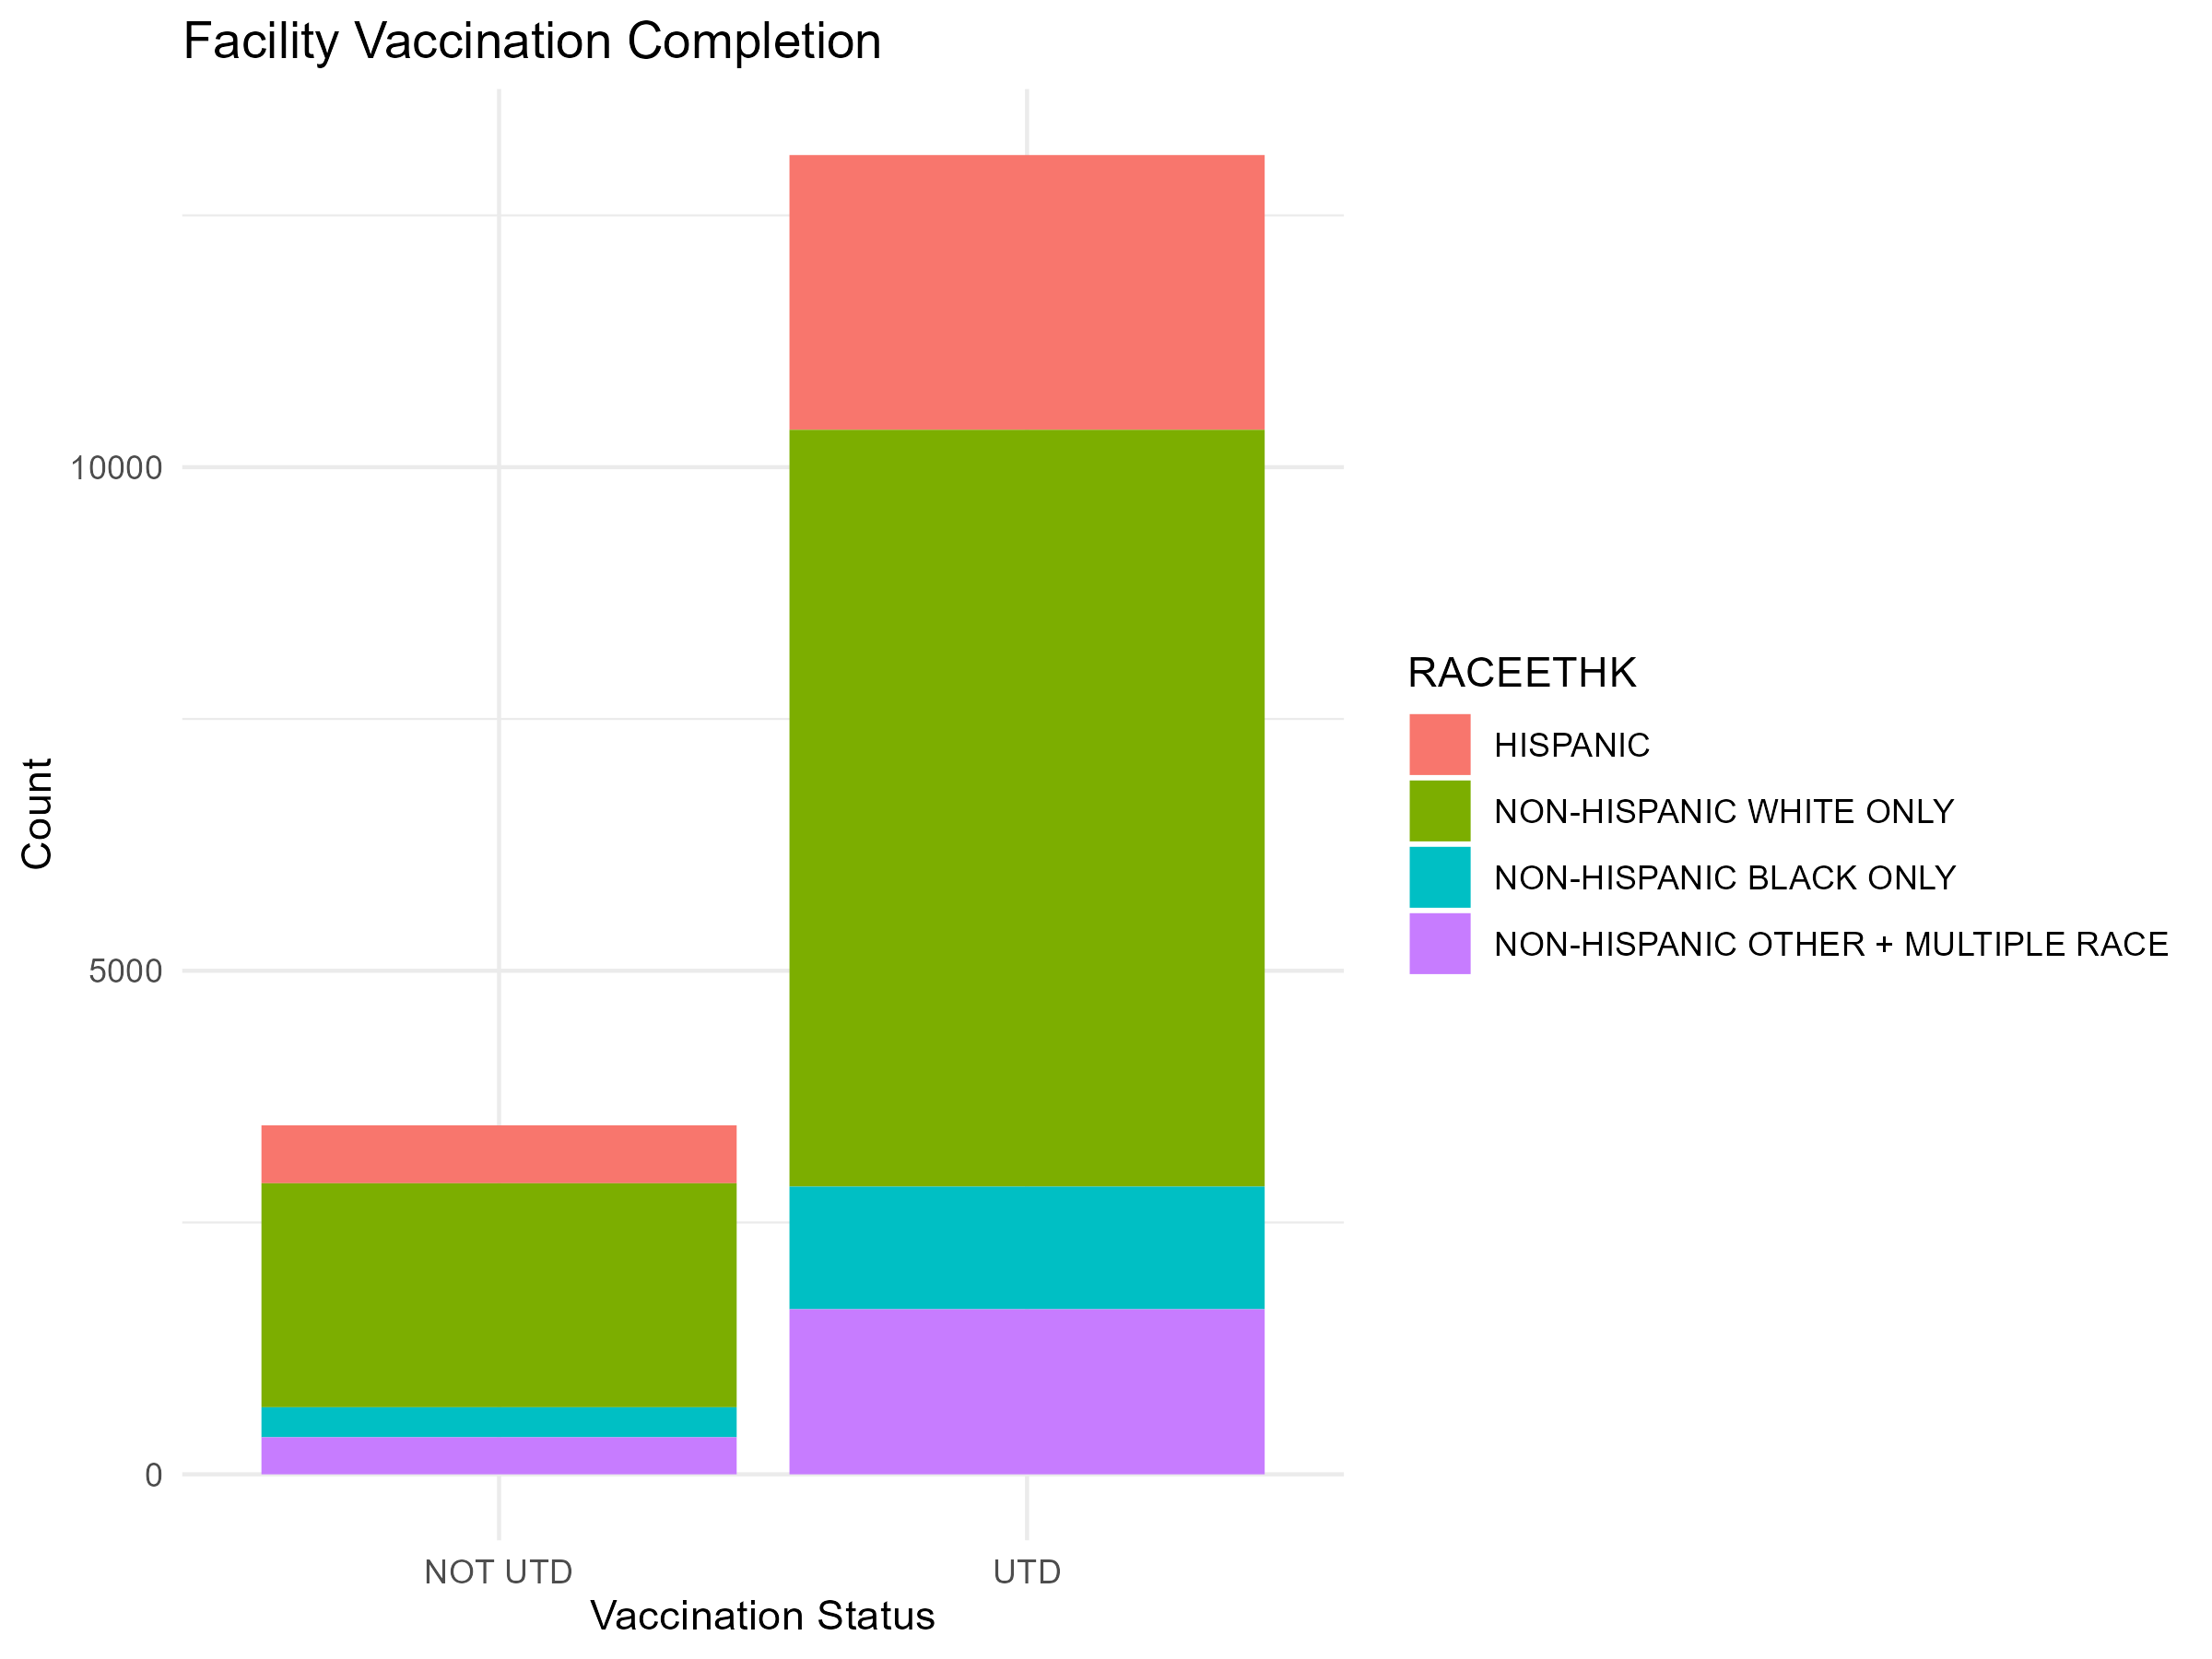 Facility Vaccination Completion
Count
10000
5000
0
NOT UTD
UTD
Vaccination Status
RACEETHK
HISPANIC
NON-HISPANIC WHITE ONLY
NON-HISPANIC BLACK ONLY
NON-HISPANIC OTHER + MULTIPLE RACE